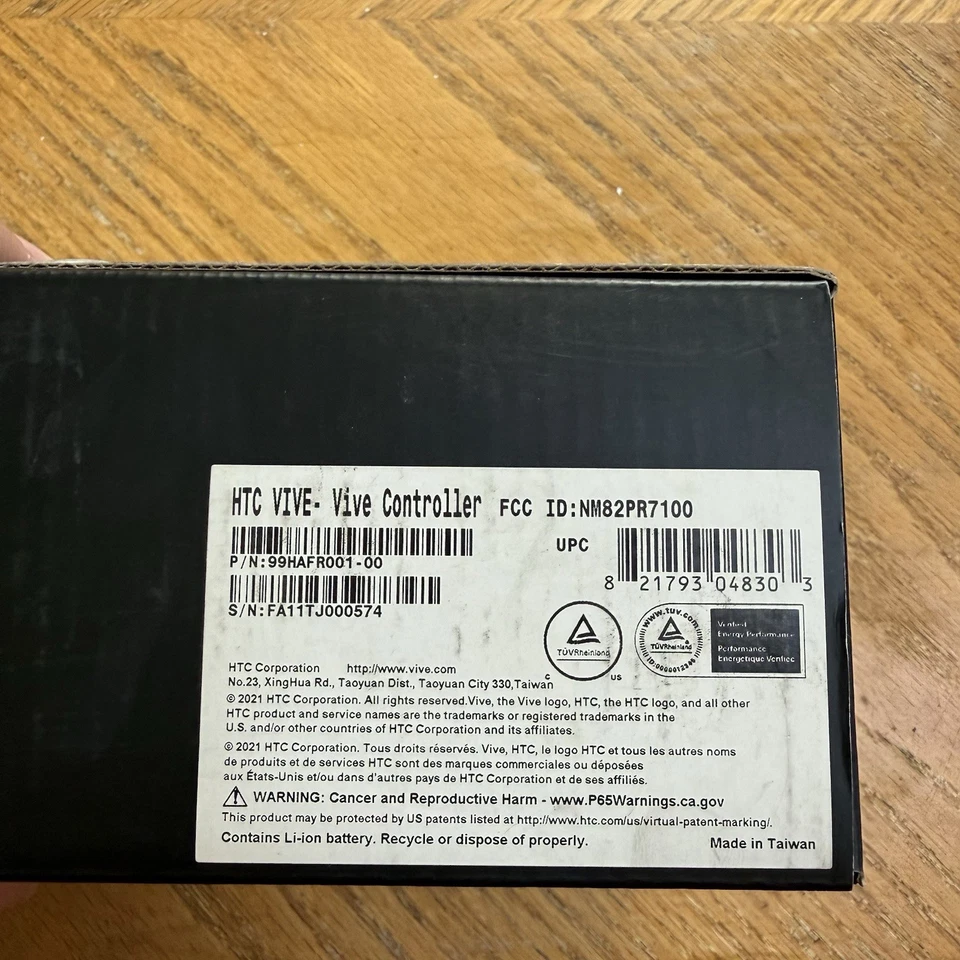 HTC VIVE- Vive Controller FCC ID:NM82PR7100
P/N:99HAFR001-00
UPC
8 21793 04830 3
S/N:FA11TJ000574
TÜVRheinland
C US
www.tuv.com
TÜVRheinland
Verified
Energy Performance
Performance
Energetique Verifiec
HTC Corporation http://www.vive.com
No.23, XingHua Rd., Taoyuan Dist., Taoyuan City 330,Taiwan
© 2021 HTC Corporation. All rights reserved.Vive, the Vive logo, HTC, the HTC logo, and all other
HTC product and service names are the trademarks or registered trademarks in the
U.S. and/or other countries of HTC Corporation and its affiliates.
© 2021 HTC Corporation. Tous droits réservés. Vive, HTC, le logo HTC et tous les autres noms
de produits et de services HTC sont des marques commerciales ou déposées
aux États-Unis et/ou dans d'autres pays de HTC Corporation et de ses affiliés.
WARNING: Cancer and Reproductive Harm - www.P65Warnings.ca.gov
This product may be protected by US patents listed at http://www.htc.com/us/virtual-patent-marking/.
Contains Li-ion battery. Recycle or dispose of properly. Made in Taiwan